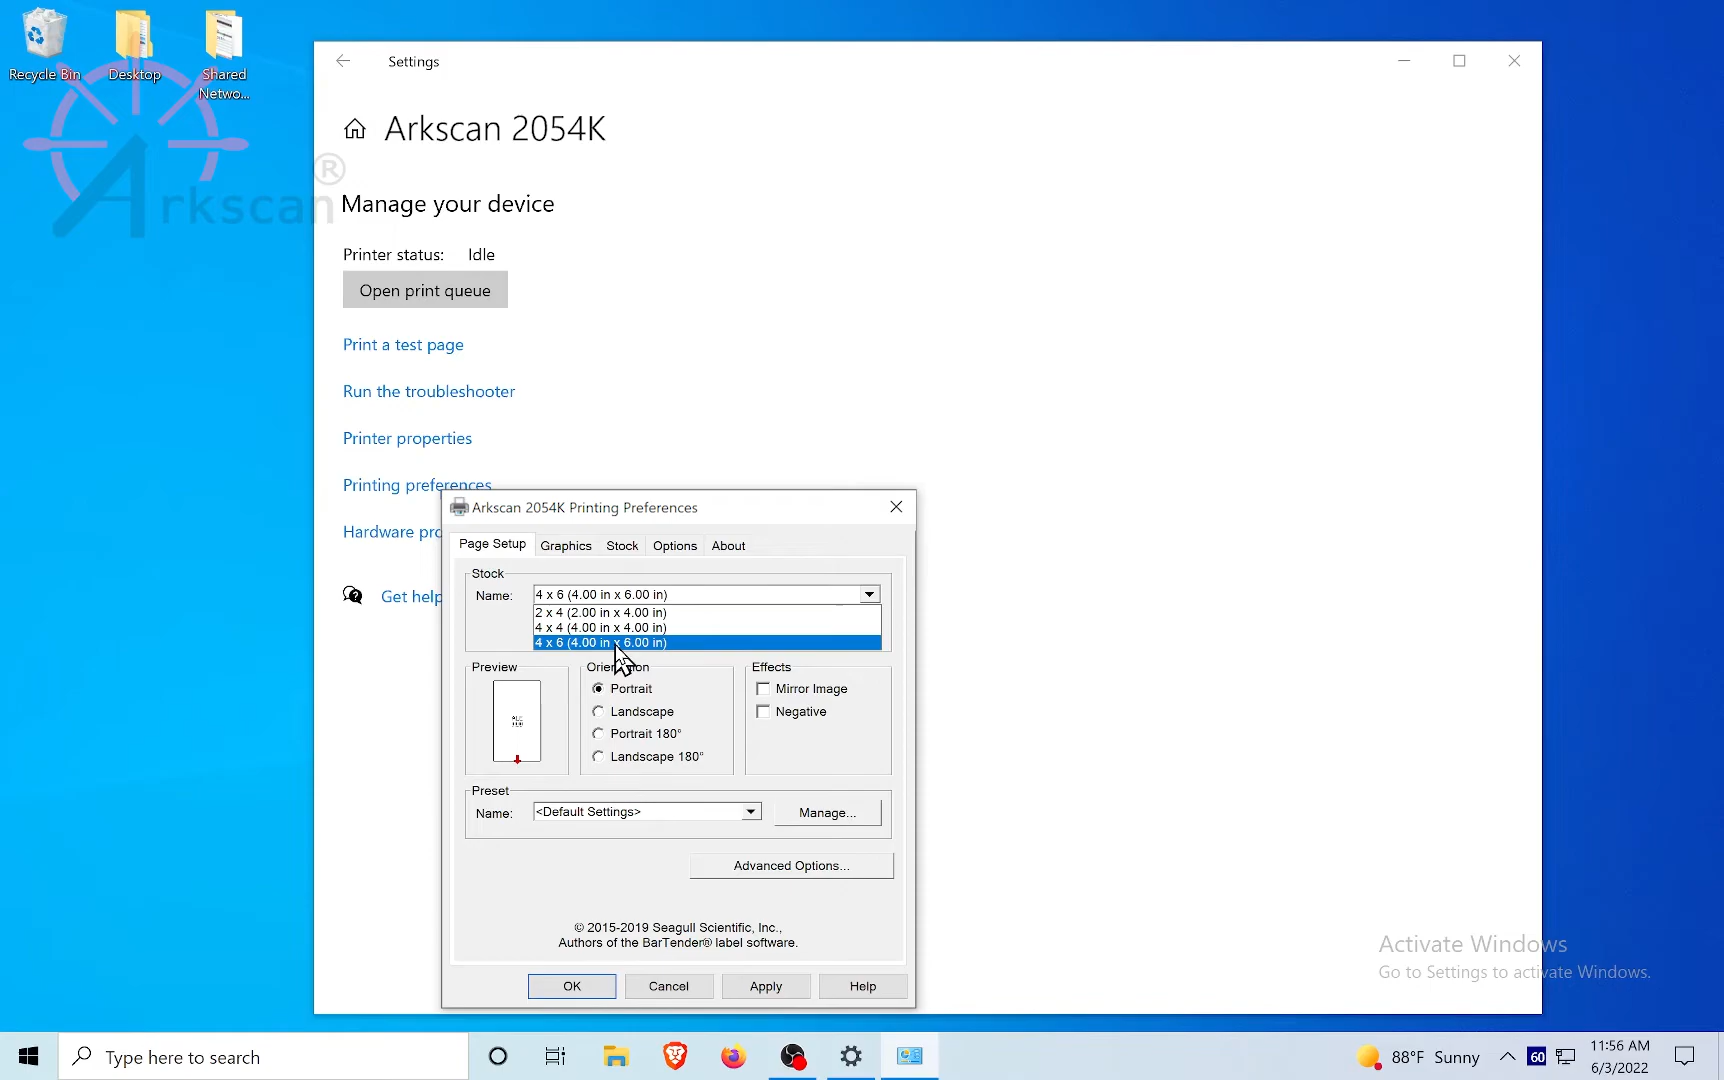 Recycle Bin
Desktop
Shared
Netwo...
Arkscan®
Settings
Arkscan 2054K
Manage your device
Printer status: Idle
Open print queue
Print a test page
Run the troubleshooter
Printer properties
Printing preferences
Hardware pro
Get help
Arkscan 2054K Printing Preferences
Page Setup Graphics Stock Options About
Stock
Name: 4 x 6 (4.00 in x 6.00 in)
2 x 4 (2.00 in x 4.00 in)
4 x 4 (4.00 in x 4.00 in)
4 x 6 (4.00 in x 6.00 in)
Preview
Orientation
Portrait
Landscape
Portrait 180°
Landscape 180°
Effects
Mirror Image
Negative
Preset
Name: <Default Settings> Manage...
Advanced Options...
© 2015-2019 Seagull Scientific, Inc.,
Authors of the BarTender® label software.
OK Cancel Apply Help
Activate Windows
Go to Settings to activate Windows.
Type here to search
88°F Sunny
60
11:56 AM
6/3/2022